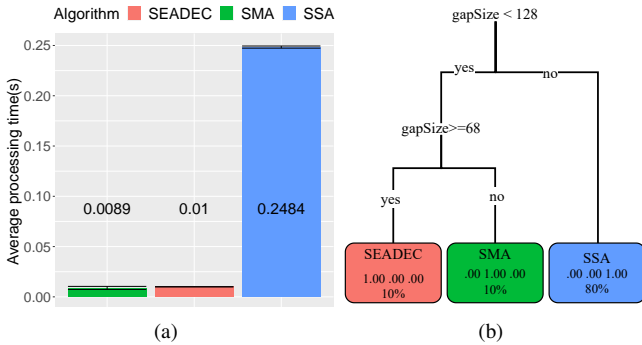 Algorithm SEADEC SMA SSA
Average processing time(s)
0.25
0.20
0.15
0.10
0.05
0.00
0.0089 0.01 0.2484
(a)
gapSize < 128
yes no
gapSize>=68
yes no
SEADEC
1.00 .00 .00
10%
SMA
.00 1.00 .00
10%
SSA
.00 .00 1.00
80%
(b)